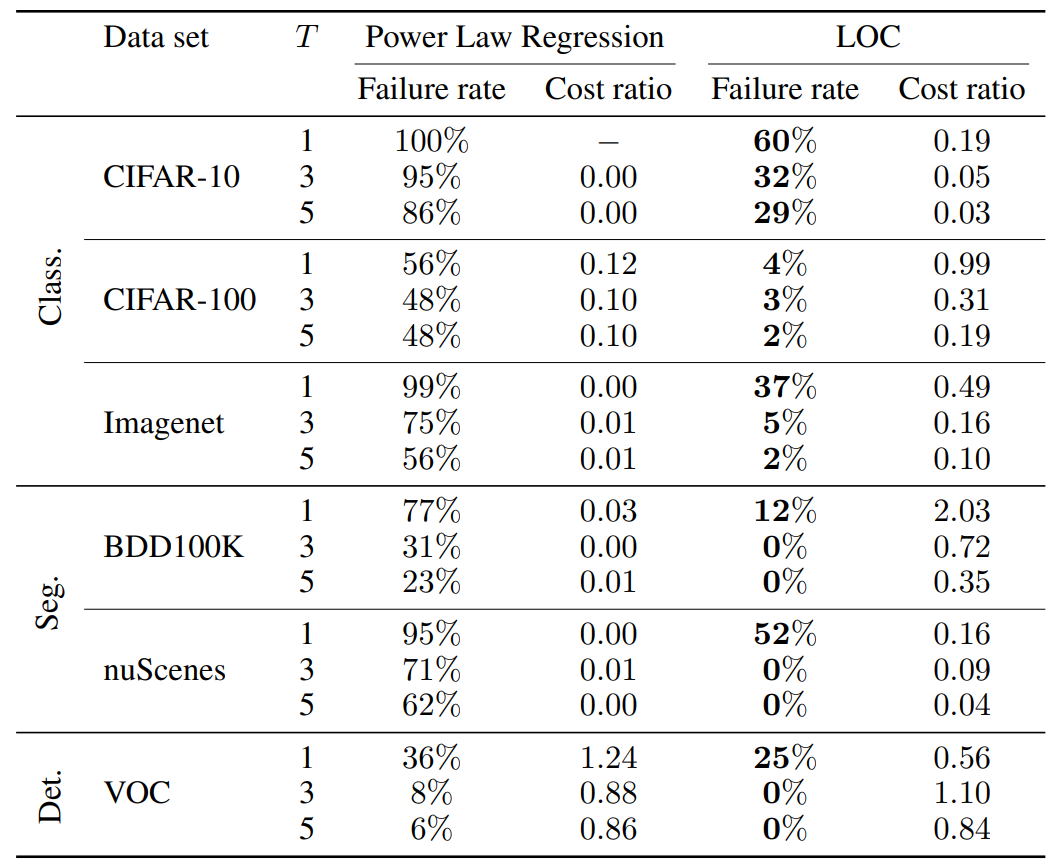 Data set T Power Law Regression LOC
Failure rate Cost ratio Failure rate Cost ratio
Class.
1 100% – 60% 0.19
CIFAR-10 3 95% 0.00 32% 0.05
5 86% 0.00 29% 0.03
1 56% 0.12 4% 0.99
CIFAR-100 3 48% 0.10 3% 0.31
5 48% 0.10 2% 0.19
1 99% 0.00 37% 0.49
Imagenet 3 75% 0.01 5% 0.16
5 56% 0.01 2% 0.10
Seg.
1 77% 0.03 12% 2.03
BDD100K 3 31% 0.00 0% 0.72
5 23% 0.01 0% 0.35
1 95% 0.00 52% 0.16
nuScenes 3 71% 0.01 0% 0.09
5 62% 0.00 0% 0.04
Det.
1 36% 1.24 25% 0.56
VOC 3 8% 0.88 0% 1.10
5 6% 0.86 0% 0.84